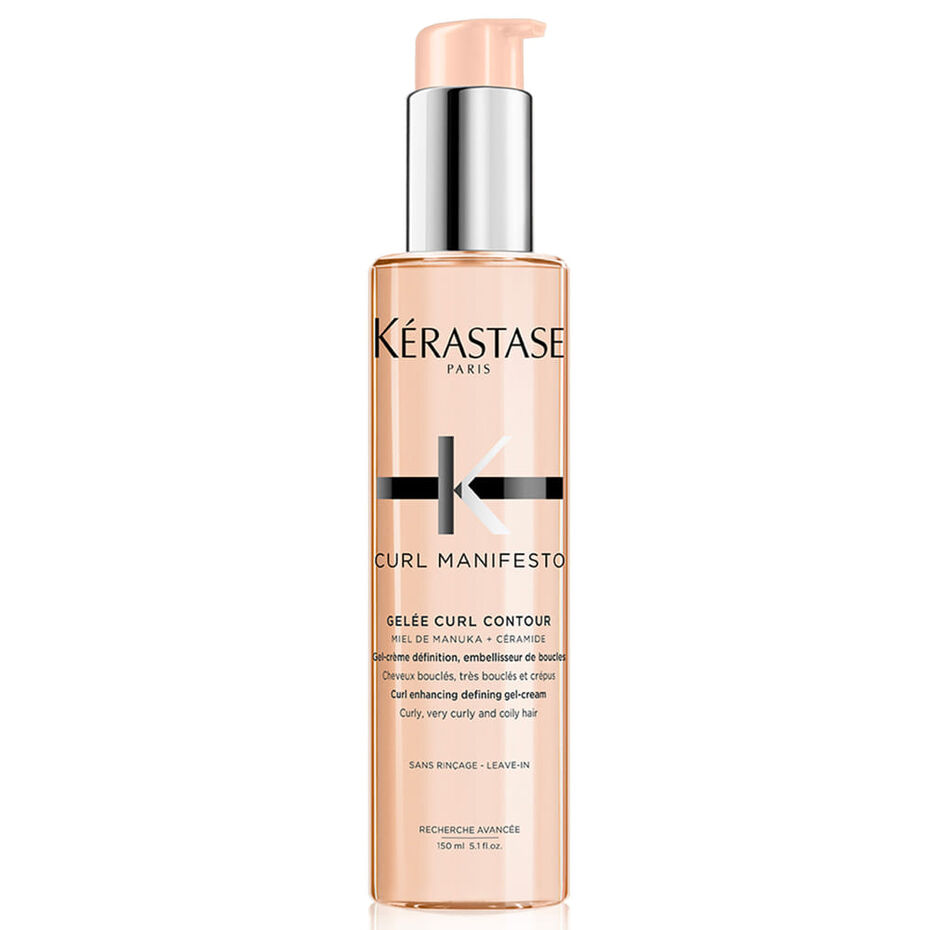 KÉRASTASE
PARIS
K
CURL MANIFESTO
GELÉE CURL CONTOUR
MIEL DE MANUKA + CÉRAMIDE
Gel-crème définition, embellisseur de boucles
Cheveux bouclés, très bouclés et crépus
Curl enhancing defining gel-cream
Curly, very curly and coily hair
SANS RINÇAGE - LEAVE-IN
RECHERCHE AVANCÉE
150 ml 5.1 fl.oz.